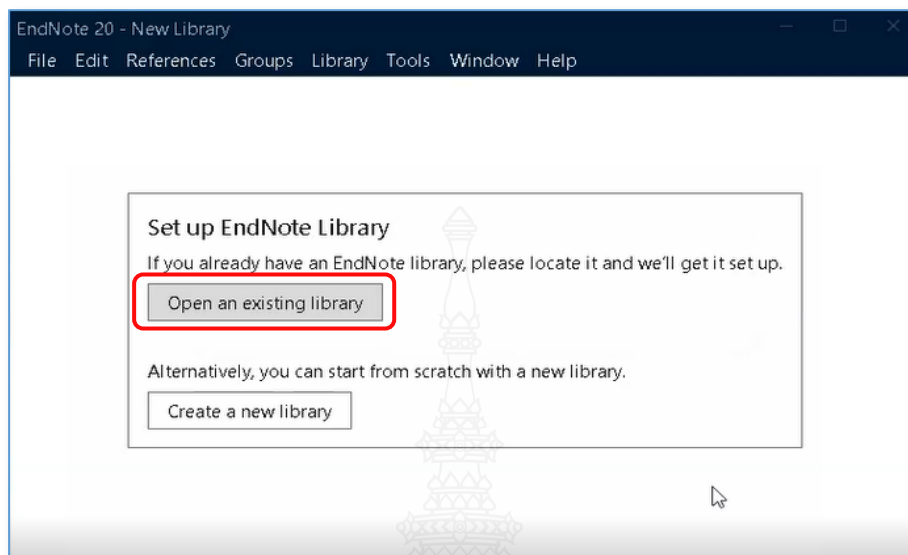 EndNote 20 - New Library
File Edit References Groups Library Tools Window Help
Set up EndNote Library
If you already have an EndNote library, please locate it and we'll get it set up.
Open an existing library
Alternatively, you can start from scratch with a new library.
Create a new library